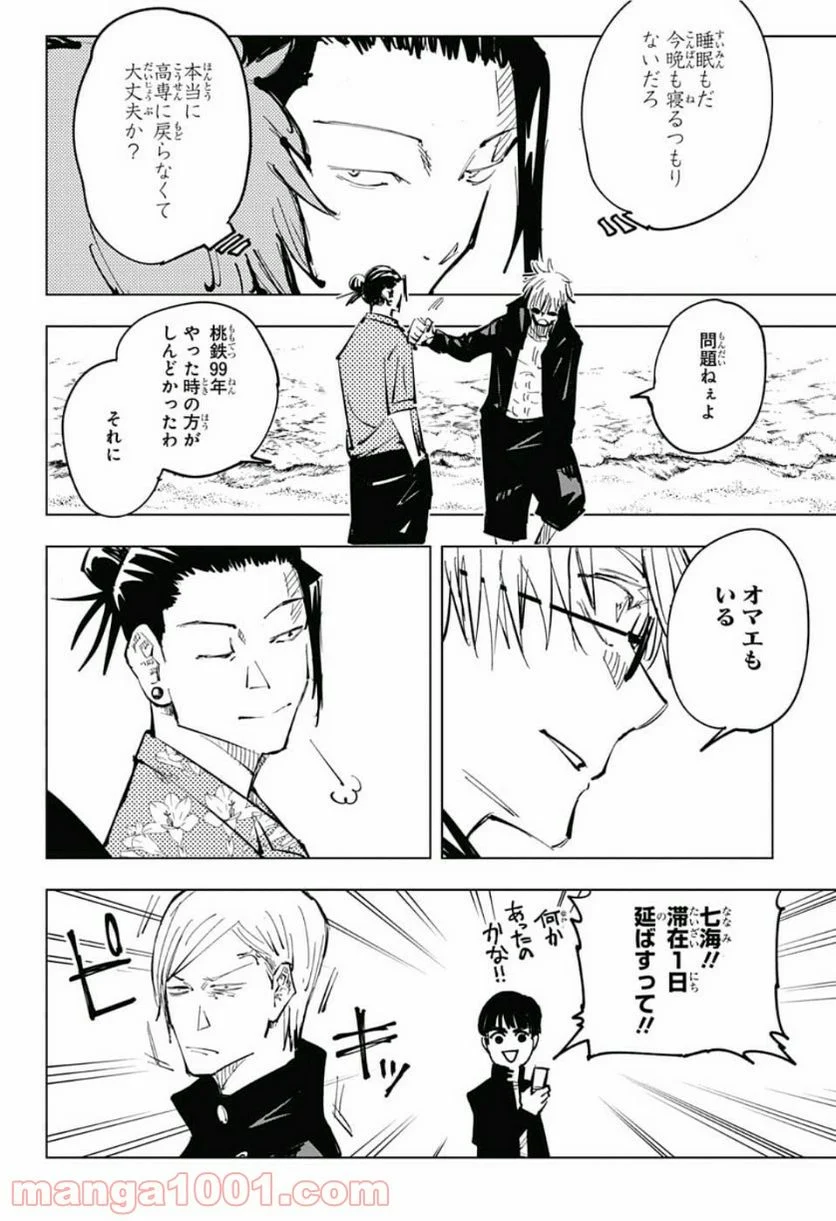 睡眠もだ
今晩も寝るつもり
ないだろ
本当に
高専に戻らなくて
大丈夫か？
問題ねぇよ
桃鉄99年
やった時の方が
しんどかったわ
それに
オマエも
いる
七海!!
滞在1日
延ばすって!!
何か
あったの
かな!!
ピキ
manga1001.com